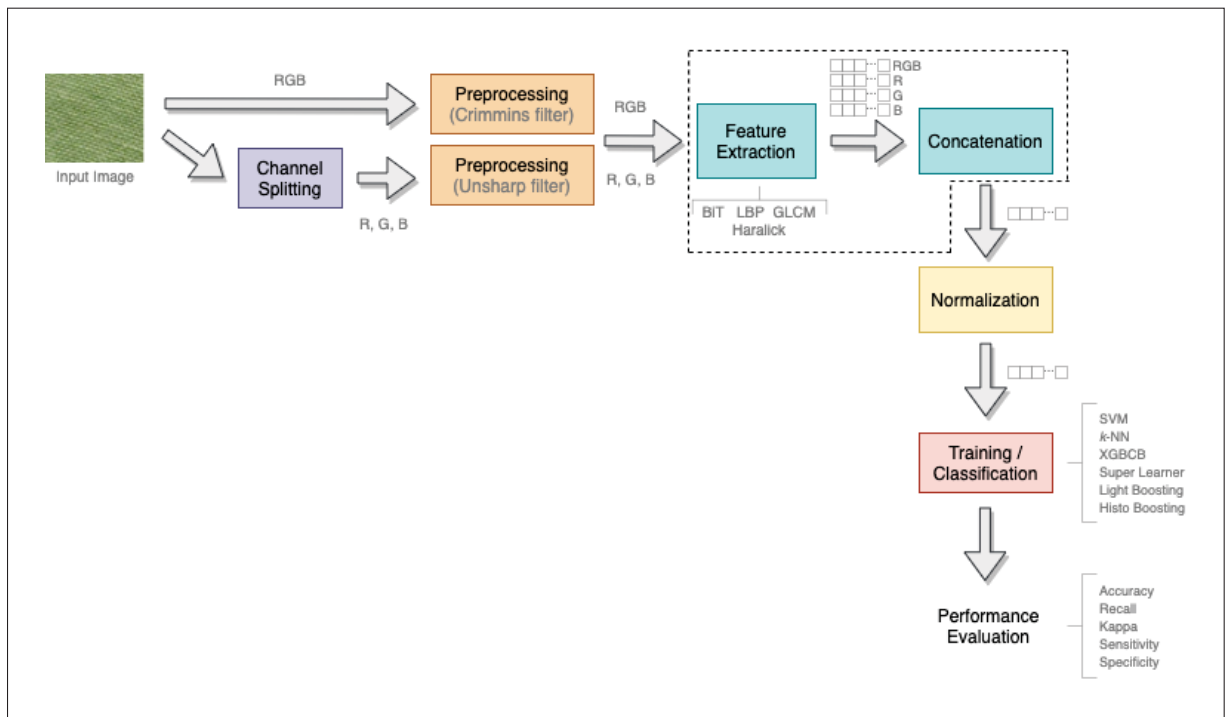 RGB
Input Image
Channel
Splitting
R, G, B
Preprocessing
(Crimmins filter)
Preprocessing
(Unsharp filter)
RGB
R, G, B
Feature
Extraction
BIT LBP GLCM
Haralick
RGB
R
G
B
Concatenation
Normalization
Training /
Classification
SVM
k-NN
XGBCB
Super Learner
Light Boosting
Histo Boosting
Performance
Evaluation
Accuracy
Recall
Kappa
Sensitivity
Specificity